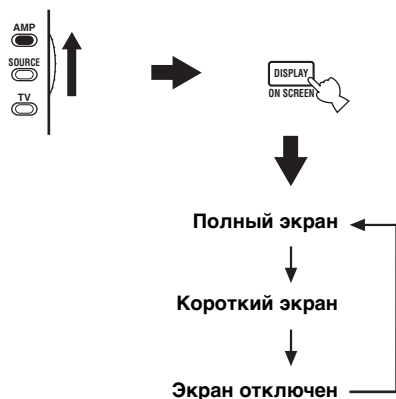 AMP
SOURCE
TV
DISPLAY
ON SCREEN
Полный экран
Короткий экран
Экран отключен